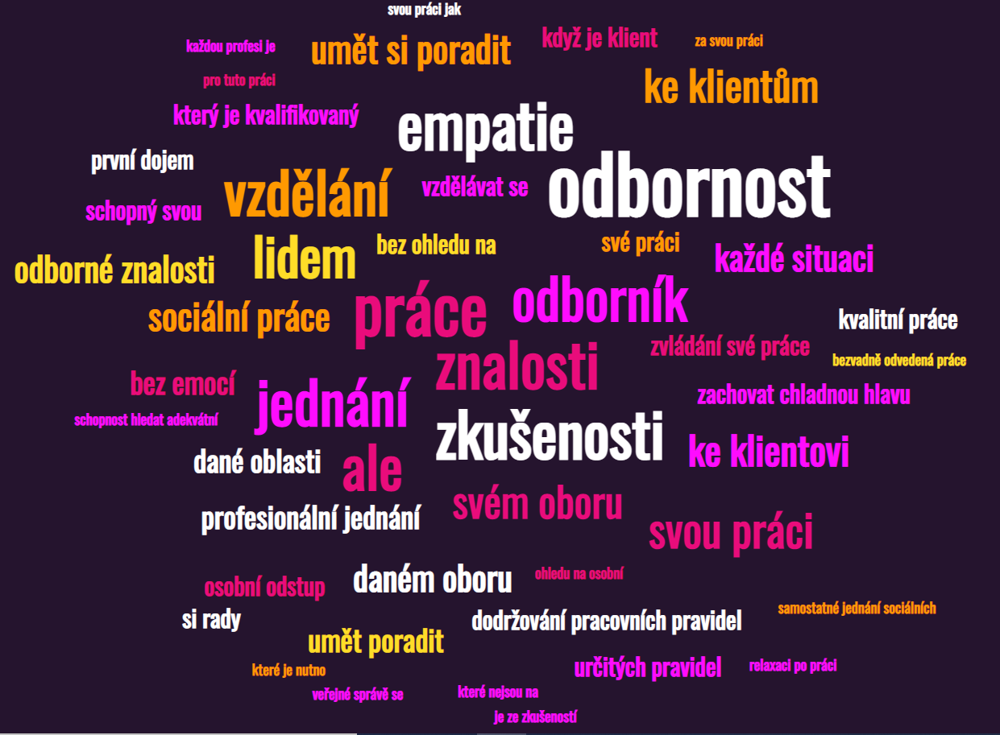 svou práci jak
každou profesi je
umět si poradit
když je klient
za svou práci
pro tuto práci
ke klientům
který je kvalifikovaný
empatie
první dojem
vzdělání
vzdělávat se
odbornost
schopný svou
lidem
bez ohledu na
své práci
každé situaci
odborné znalosti
sociální práce
práce
odborník
kvalitní práce
zvládání své práce
znalosti
bezvadně odvedená práce
bez emocí
jednání
zachovat chladnou hlavu
schopnost hledat adekvátní
zkušenosti
ke klientovi
dané oblasti
ale
profesionální jednání
svém oboru
svou práci
osobní odstup
daném oboru
ohledu na osobní
si rady
dodržování pracovních pravidel
samostatné jednání sociálních
umět poradit
které je nutno
určitých pravidel
relaxaci po práci
veřejné správě se
které nejsou na
je ze zkušeností